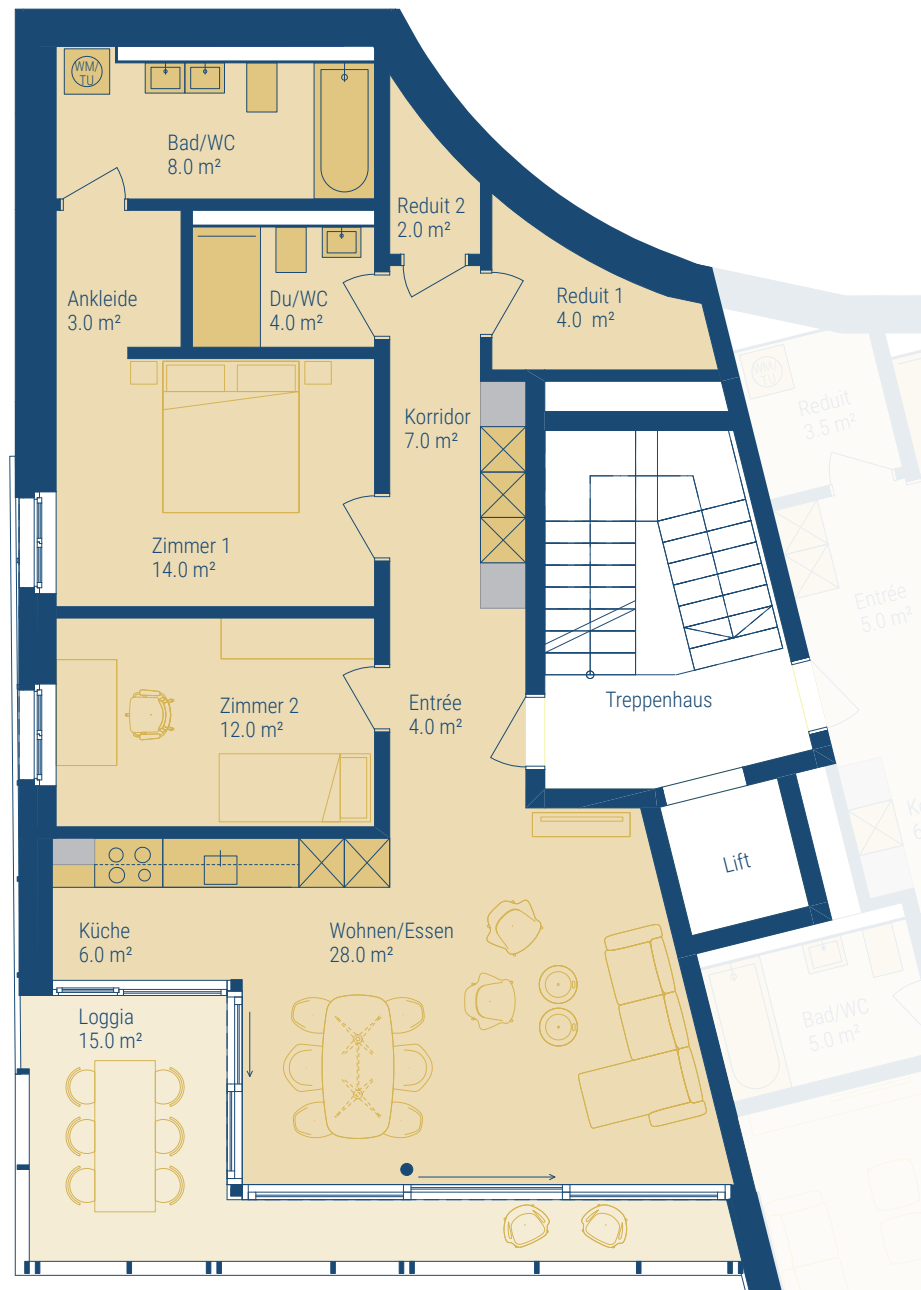 WM/
TU
Bad/WC
8.0 m²
Reduit 2
2.0 m²
Ankleide
3.0 m²
Du/WC
4.0 m²
Reduit 1
4.0 m²
Korridor
7.0 m²
WM/
TU
Reduit
3.5 m²
Zimmer 1
14.0 m²
Entrée
5.0 m²
Zimmer 2
12.0 m²
Entrée
4.0 m²
Treppenhaus
Lift
Küche
6.0 m²
Wohnen/Essen
28.0 m²
Loggia
15.0 m²
Bad/WC
5.0 m²